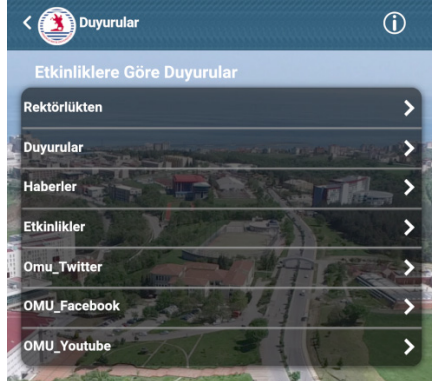 Duyurular
Etkinliklere Göre Duyurular
Rektörlükten
Duyurular
Haberler
Etkinlikler
Omu_Twitter
OMU_Facebook
OMU_Youtube